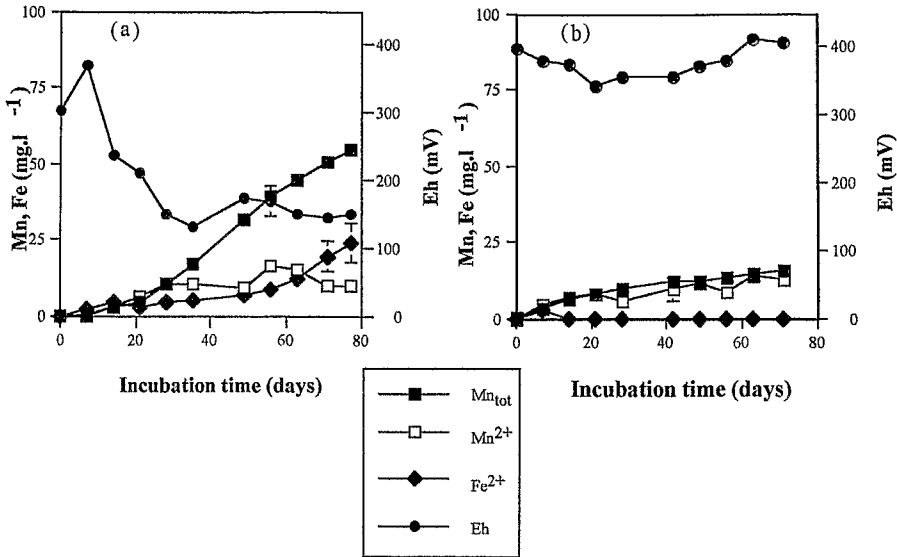 (a)
100
75
50
25
0
Mn, Fe (mg.l -1)
400
300
200
100
0
Eh (mV)
0 20 40 60 80
Incubation time (days)
(b)
100
75
50
25
0
Mn, Fe (mg.l -1)
400
300
200
100
0
Eh (mV)
0 20 40 60 80
Incubation time (days)
Mntot
Mn2+
Fe2+
Eh